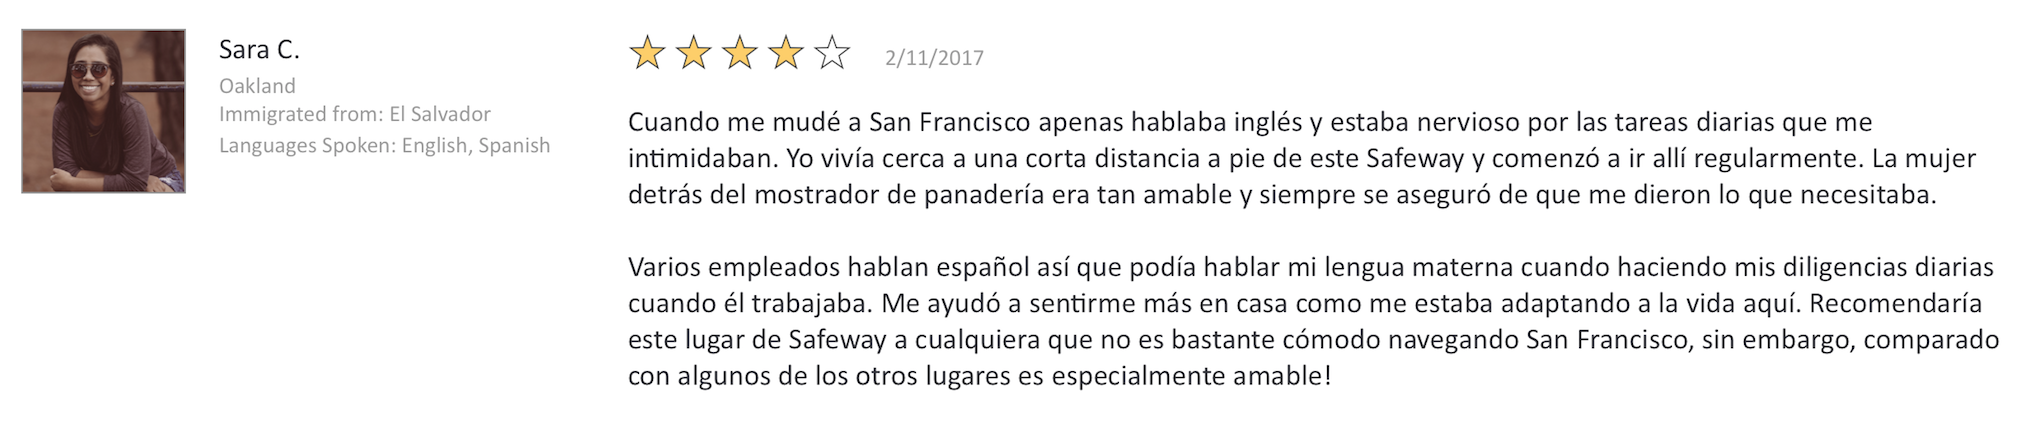 Sara C.
Oakland
Immigrated from: El Salvador
Languages Spoken: English, Spanish
2/11/2017
Cuando me mudé a San Francisco apenas hablaba inglés y estaba nervioso por las tareas diarias que me
intimidaban. Yo vivía cerca a una corta distancia a pie de este Safeway y comenzó a ir allí regularmente. La mujer
detrás del mostrador de panadería era tan amable y siempre se aseguró de que me dieron lo que necesitaba.
Varios empleados hablan español así que podía hablar mi lengua materna cuando haciendo mis diligencias diarias
cuando él trabajaba. Me ayudó a sentirme más en casa como me estaba adaptando a la vida aquí. Recomendaría
este lugar de Safeway a cualquiera que no es bastante cómodo navegando San Francisco, sin embargo, comparado
con algunos de los otros lugares es especialmente amable!